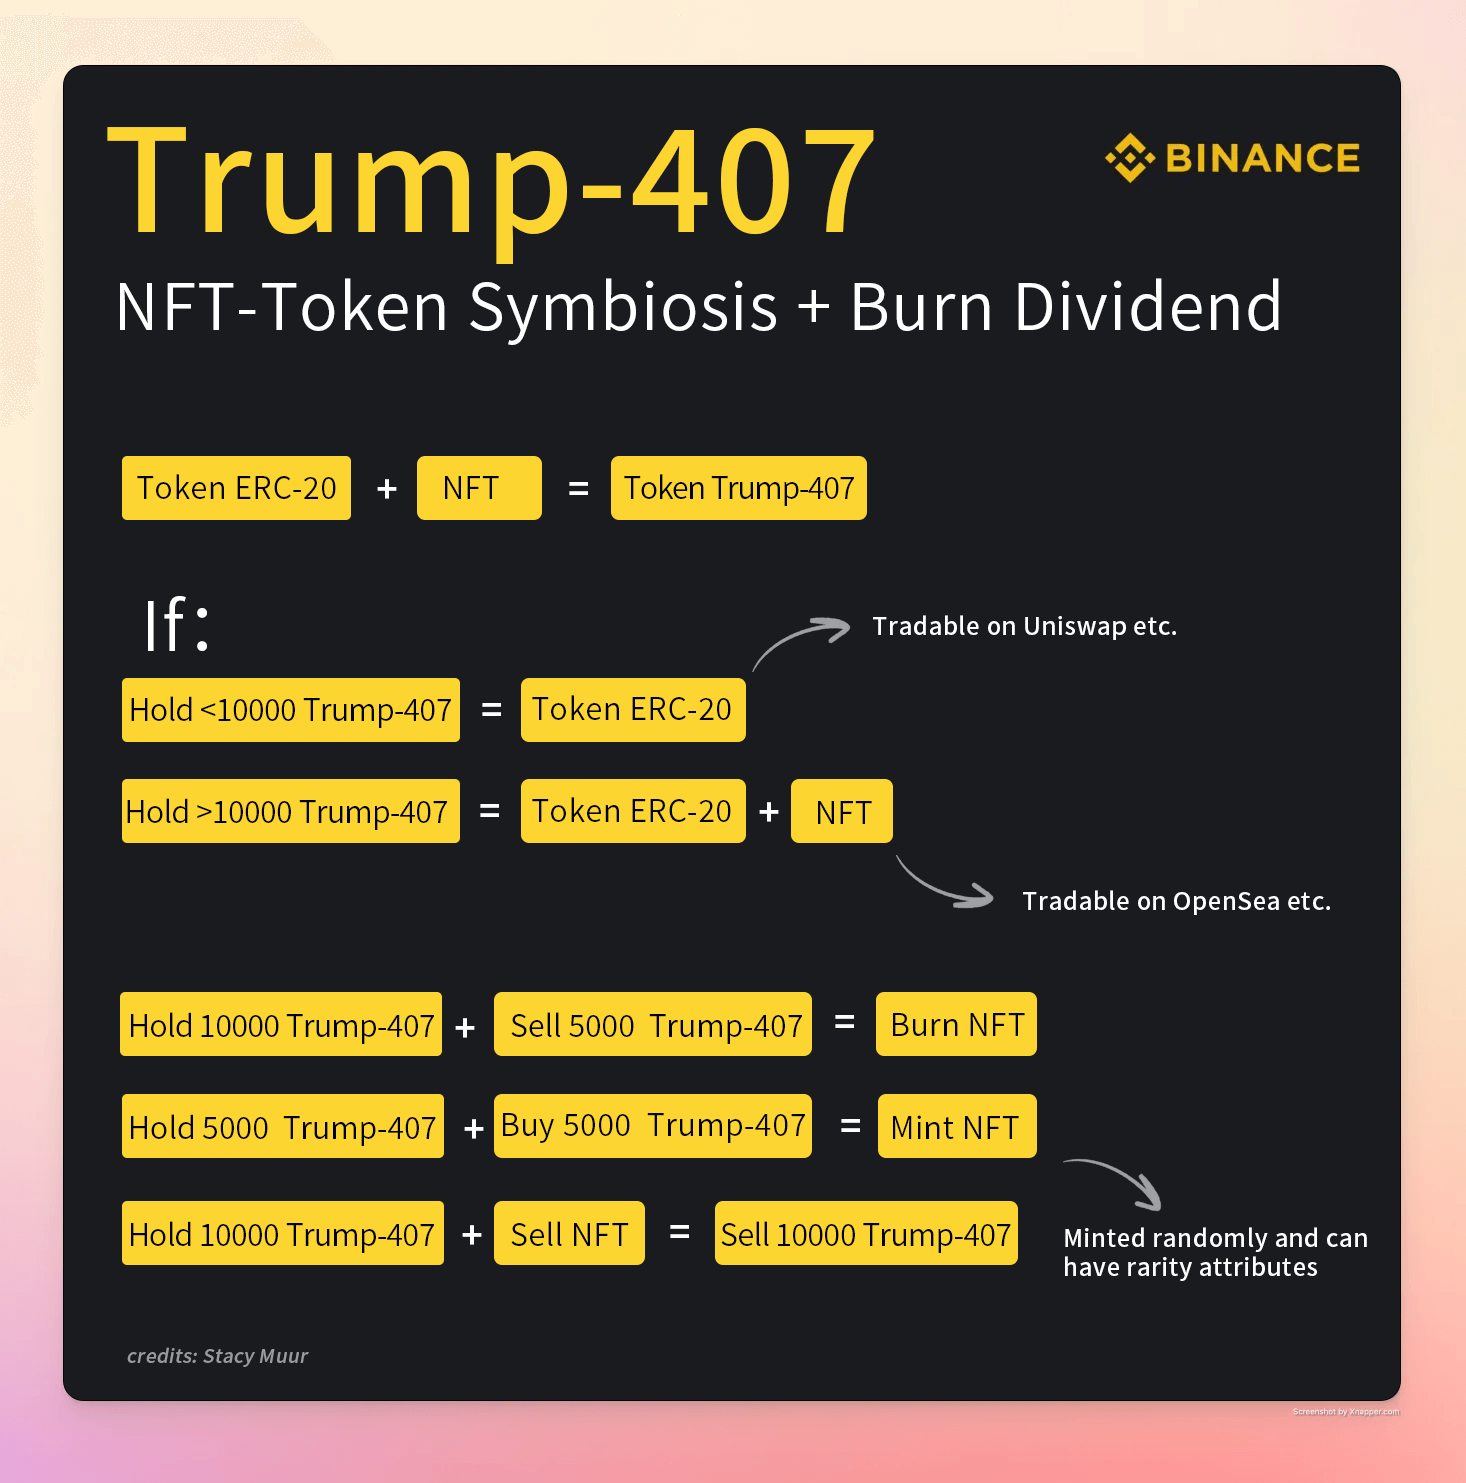 Trump-407
BINANCE
NFT-Token Symbiosis + Burn Dividend
Token ERC-20 + NFT = Token Trump-407
If:
Tradable on Uniswap etc.
Hold <10000 Trump-407 = Token ERC-20
Hold >10000 Trump-407 = Token ERC-20 + NFT
Tradable on OpenSea etc.
Hold 10000 Trump-407 + Sell 5000 Trump-407 = Burn NFT
Hold 5000 Trump-407 + Buy 5000 Trump-407 = Mint NFT
Hold 10000 Trump-407 + Sell NFT = Sell 10000 Trump-407
Minted randomly and can
have rarity attributes
credits: Stacy Muur
Screenshot by Xnapper.com